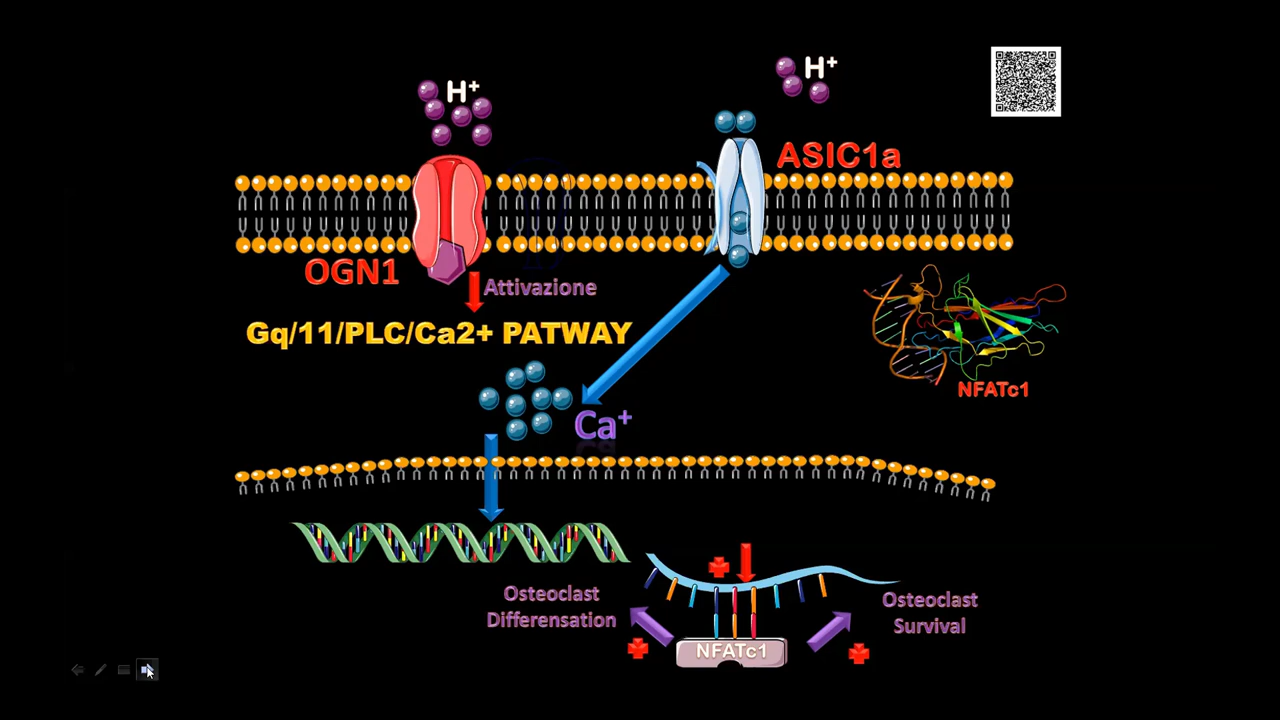 H⁺
H⁺
ASIC1a
OGN1
Attivazione
Gq/11/PLC/Ca2+ PATWAY
NFATc1
Ca⁺
Osteoclast
Differensation
Osteoclast
Survival
NFATc1